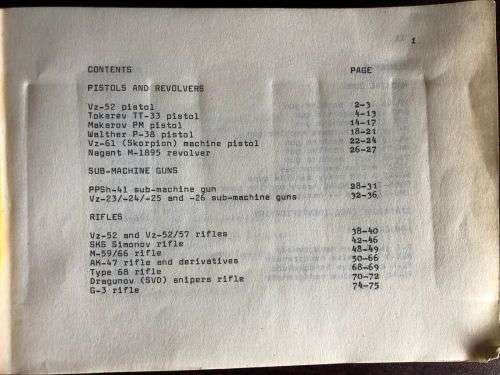 1
CONTENTS PAGE
PISTOLS AND REVOLVERS
Vz-52 pistol 2-3
Tokarev TT-33 pistol 4-13
Makarov PM pistol 14-17
Walther P-38 pistol 18-21
Vz-61 (Skorpion) machine pistol 22-24
Nagant M-1895 revolver 26-27
SUB-MACHINE GUNS
PPSh-41 sub-machine gun 28-31
Vz-23/-24/-25 and -26 sub-machine guns 32-36
RIFLES
Vz-52 and Vz-52/57 rifles 38-40
SKS Simonov rifle 42-46
M-59/66 rifle 48-49
AK-47 rifle and derivatives 50-66
Type 68 rifle 68-69
Dragunov (SVD) snipers rifle 70-72
G-3 rifle 74-75